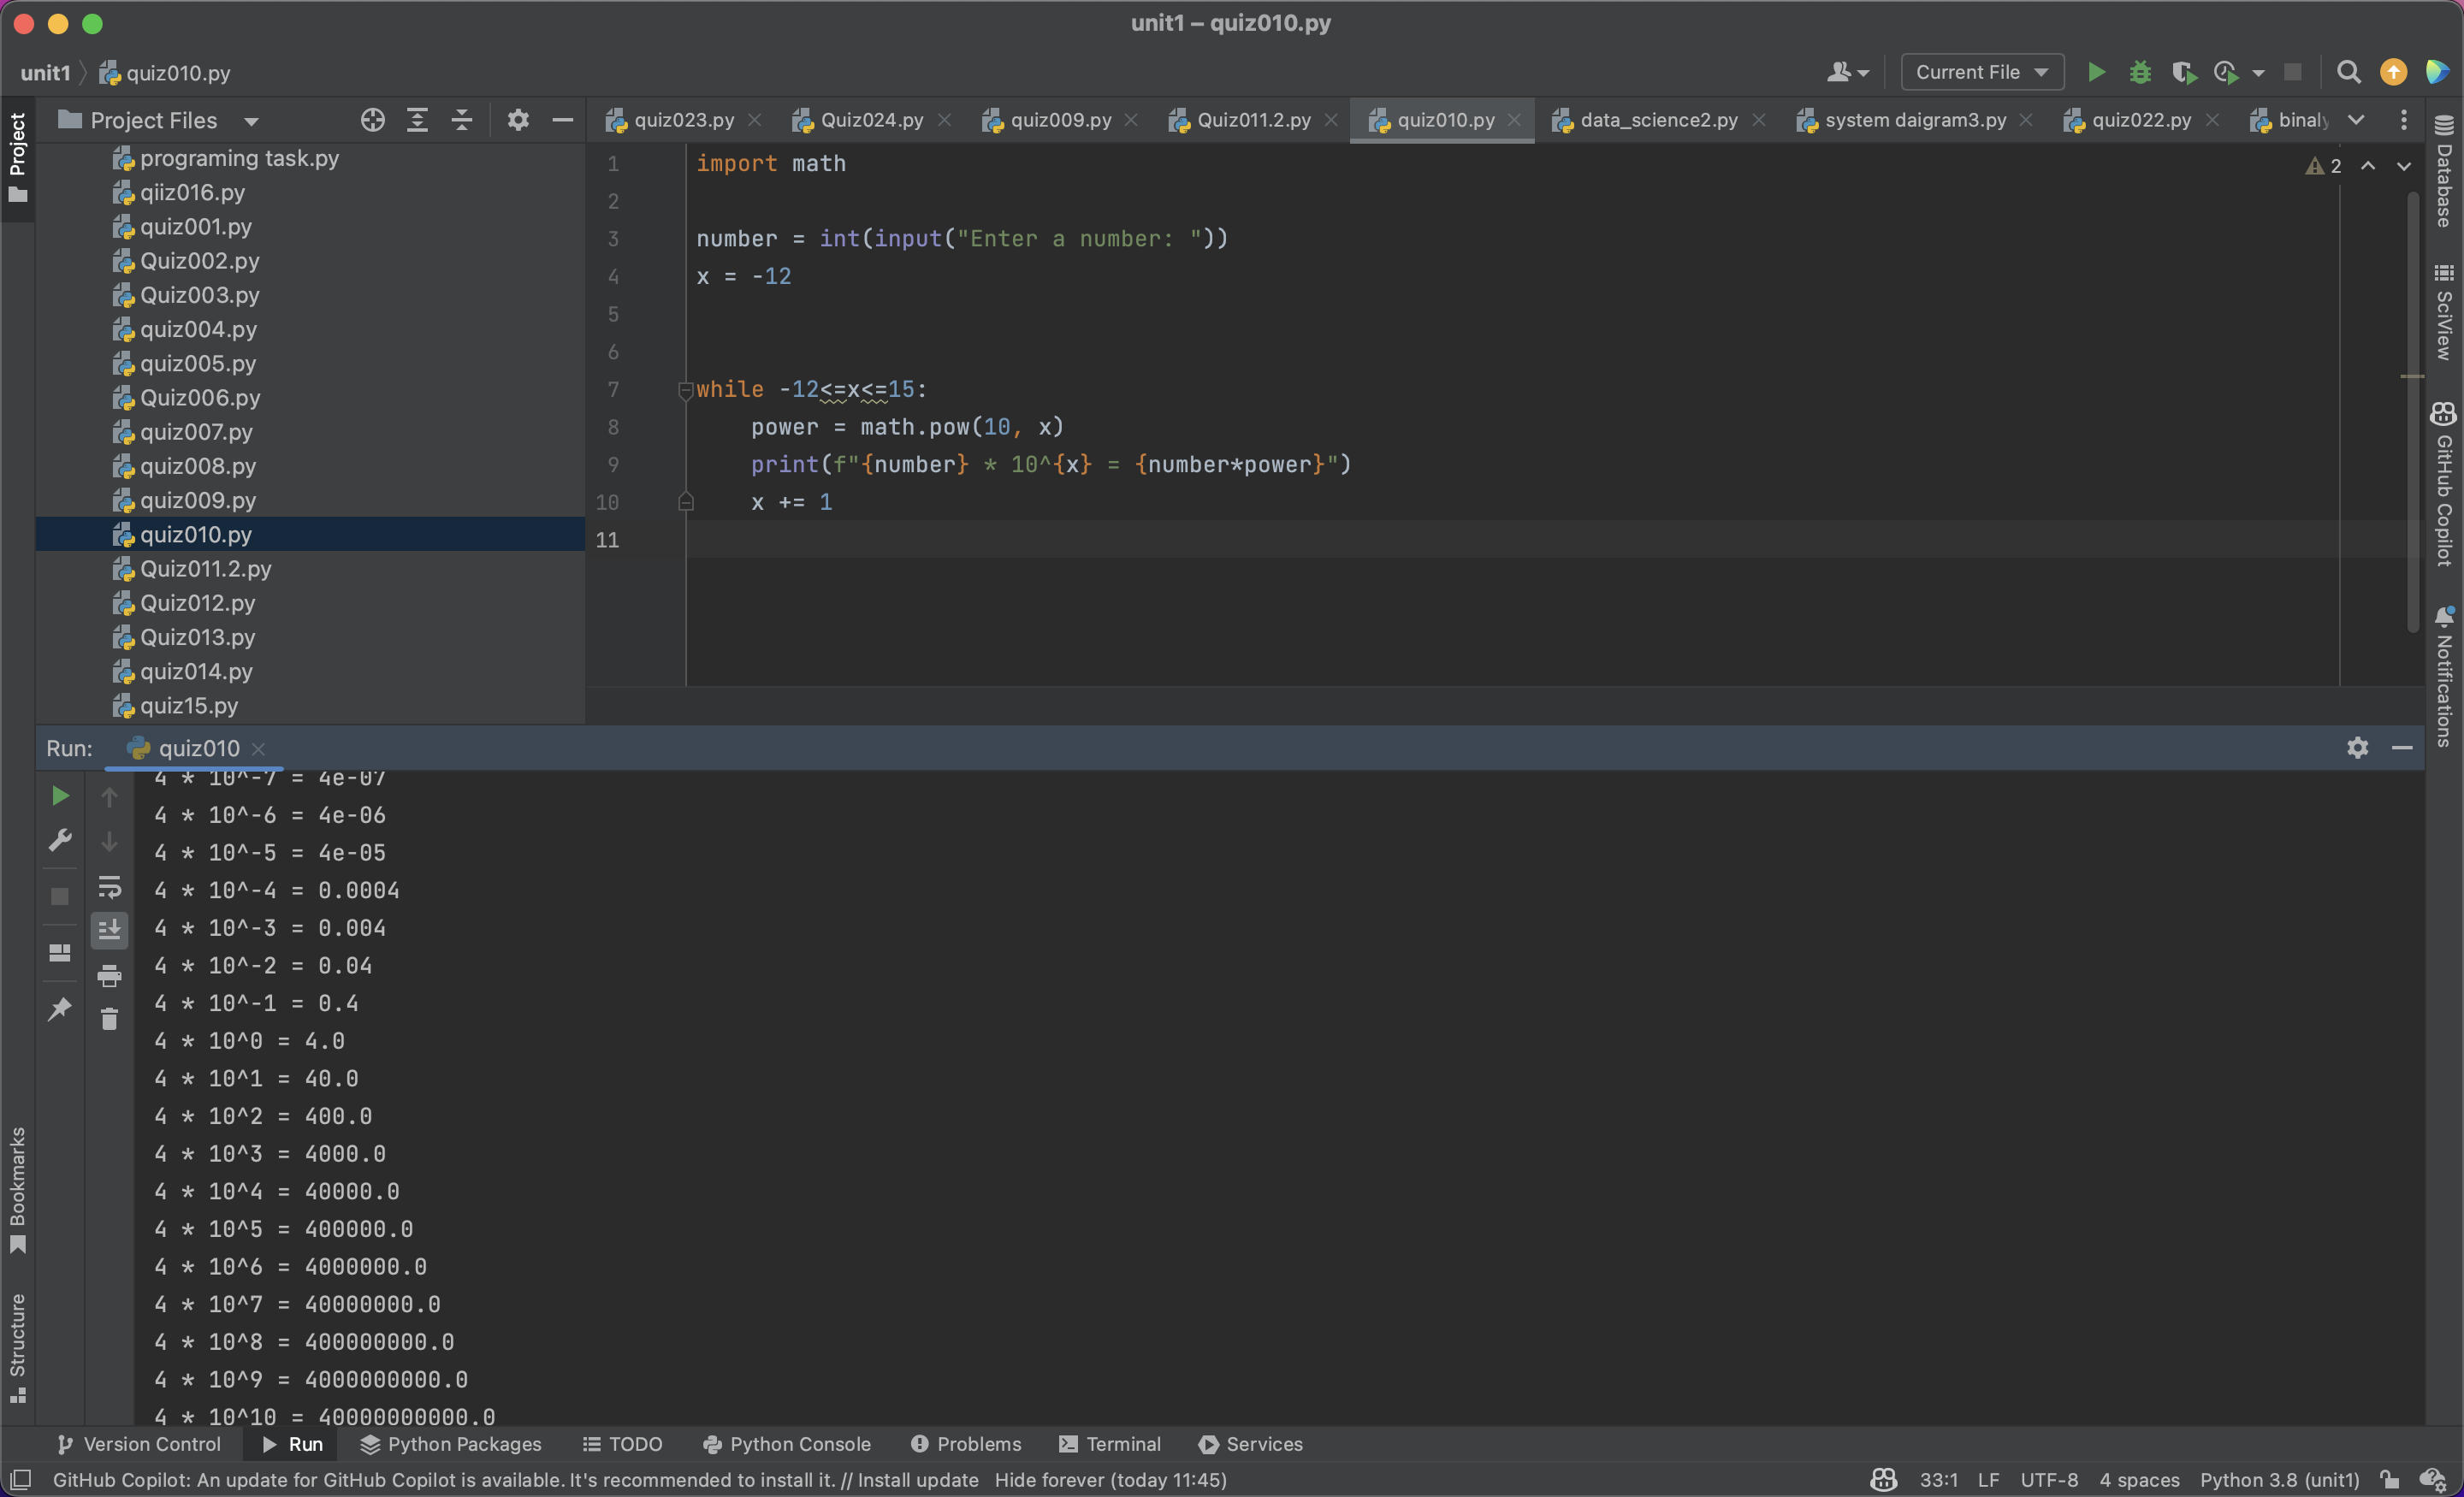 unit1 – quiz010.py
unit1 quiz010.py
Current File
Project Files
quiz023.py Quiz024.py quiz009.py Quiz011.2.py quiz010.py data_science2.py system daigram3.py quiz022.py binaly
Project
programing task.py
qiiz016.py
quiz001.py
Quiz002.py
Quiz003.py
quiz004.py
quiz005.py
Quiz006.py
quiz007.py
quiz008.py
quiz009.py
quiz010.py
Quiz011.2.py
Quiz012.py
Quiz013.py
quiz014.py
quiz15.py
1 import math
2
3 number = int(input("Enter a number: "))
4 x = -12
5
6
7 while -12<=x<=15:
8 power = math.pow(10, x)
9 print(f"{number} * 10^{x} = {number*power}")
10 x += 1
11
2
Database
SciView
GitHub Copilot
Notifications
Run: quiz010
4 * 10^-7 = 4e-07
4 * 10^-6 = 4e-06
4 * 10^-5 = 4e-05
4 * 10^-4 = 0.0004
4 * 10^-3 = 0.004
4 * 10^-2 = 0.04
4 * 10^-1 = 0.4
4 * 10^0 = 4.0
4 * 10^1 = 40.0
4 * 10^2 = 400.0
4 * 10^3 = 4000.0
4 * 10^4 = 40000.0
4 * 10^5 = 400000.0
4 * 10^6 = 4000000.0
4 * 10^7 = 40000000.0
4 * 10^8 = 400000000.0
4 * 10^9 = 4000000000.0
4 * 10^10 = 40000000000.0
Bookmarks
Structure
Version Control Run Python Packages TODO Python Console Problems Terminal Services
GitHub Copilot: An update for GitHub Copilot is available. It's recommended to install it. // Install update Hide forever (today 11:45) 33:1 LF UTF-8 4 spaces Python 3.8 (unit1)